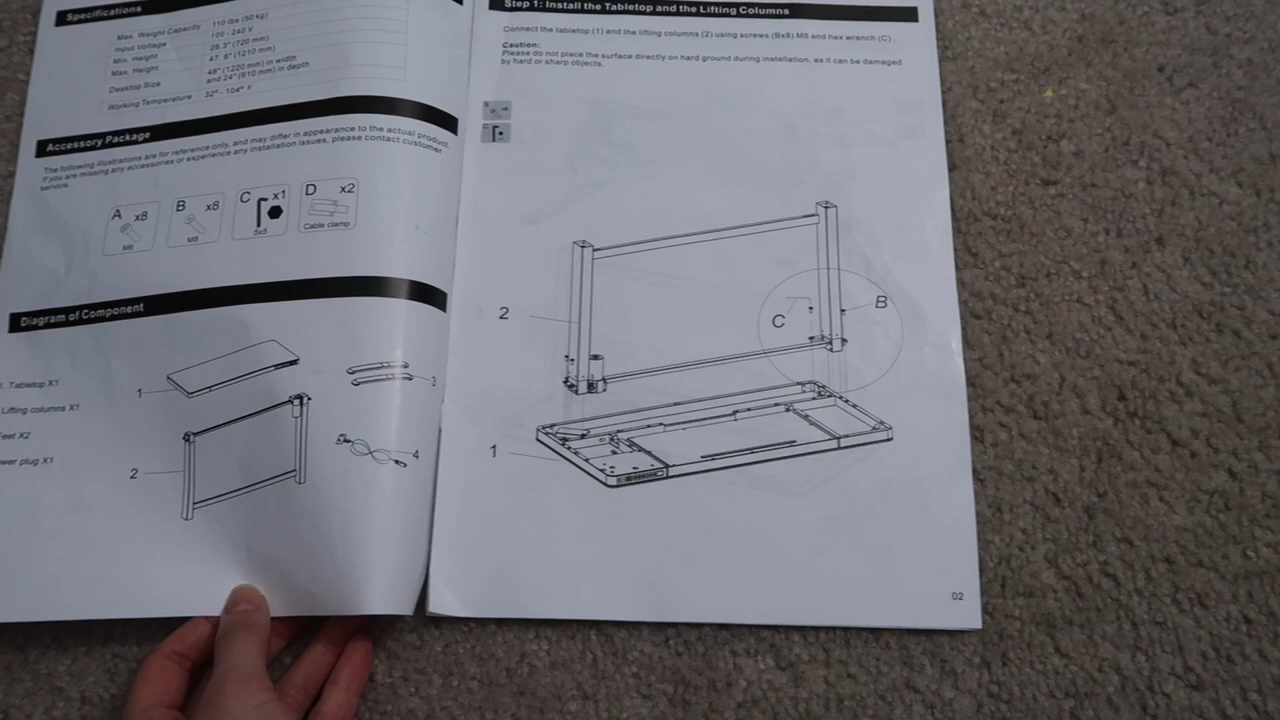 Specifications
Max. Weight Capacity 110 lbs (50 kg)
Input Voltage 100 - 240 V
Min. Height 28.3" (720 mm)
Max. Height 47. 6" (1210 mm)
Desktop Size 48" (1220 mm) in width
and 24" (610 mm) in depth
Working Temperature 32° - 104° F
Accessory Package
The following illustrations are for reference only, and may differ in appearance to the actual product.
If you are missing any accessories or experience any installation issues, please contact customer
service.
A x8
M6
B x8
M8
C x1
5x5
D x2
Cable clamp
Diagram of Component
Tabletop X1
Lifting columns X1
Feet X2
plug X1
1
2
3
4
Step 1: Install the Tabletop and the Lifting Columns
Connect the tabletop (1) and the lifting columns (2) using screws (Bx8) M8 and hex wrench (C) .
Caution:
Please do not place the surface directly on hard ground during installation, as it can be damaged
by hard or sharp objects.
B
C
2
C
B
1
02